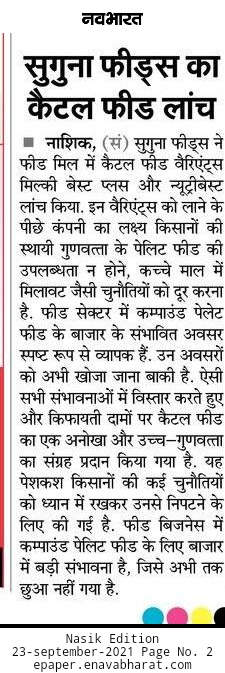 नवभारत
सुगुना फीड्स का
कैटल फीड लांच
■ नाशिक, (सं) सुगुना फीड्स ने
फीड मिल में कैटल फीड वैरिएंट्स
मिल्की बेस्ट प्लस और न्यूट्रीबेस्ट
लांच किया. इन वैरिएंट्स को लाने के
पीछे कंपनी का लक्ष्य किसानों की
स्थायी गुणवत्ता के पेलिट फीड की
उपलब्धता न होने, कच्चे माल में
मिलावट जैसी चुनौतियों को दूर करना
है. फीड सेक्टर में कम्पाउंड पेलेट
फीड के बाजार के संभावित अवसर
स्पष्ट रूप से व्यापक हैं. उन अवसरों
को अभी खोजा जाना बाकी है. ऐसी
सभी संभावनाओं में विस्तार करते हुए
और किफायती दामों पर कैटल फीड
का एक अनोखा और उच्च-गुणवत्ता
का संग्रह प्रदान किया गया है. यह
पेशकश किसानों की कई चुनौतियों
को ध्यान में रखकर उनसे निपटने के
लिए की गई है. फीड बिजनेस में
कम्पाउंड पेलिट फीड के लिए बाजार
में बड़ी संभावना है, जिसे अभी तक
छुआ नहीं गया है.
Nasik Edition
23-september-2021 Page No. 2
epaper.enavabharat.com